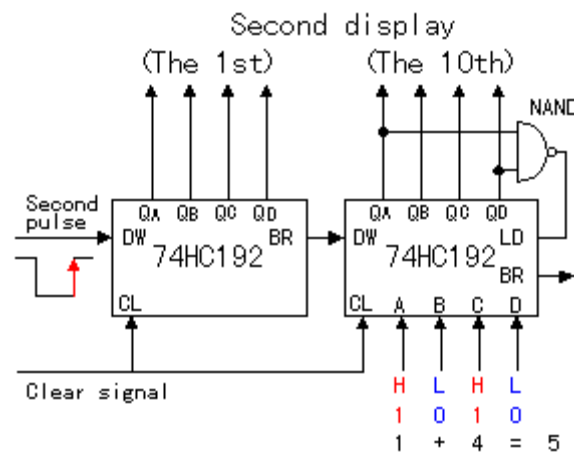 Second display
(The 1st) (The 10th)
NAND
Second
pulse
QA QB QC QD QA QB QC QD
DW BR DW LD
74HC192 74HC192
BR
CL CL A B C D
Clear signal
H L H L
1 0 1 0
1 + 4 = 5